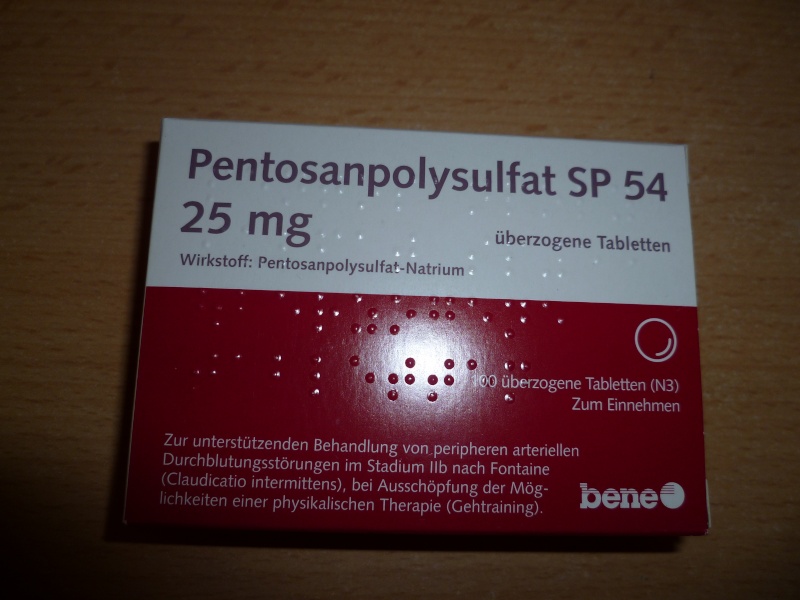 Pentosanpolysulfat SP 54
25 mg
überzogene Tabletten
Wirkstoff: Pentosanpolysulfat-Natrium
100 überzogene Tabletten (N3)
Zum Einnehmen
Zur unterstützenden Behandlung von peripheren arteriellen
Durchblutungsstörungen im Stadium IIb nach Fontaine
(Claudicatio intermittens), bei Ausschöpfung der Mög-
lichkeiten einer physikalischen Therapie (Gehtraining).
bene